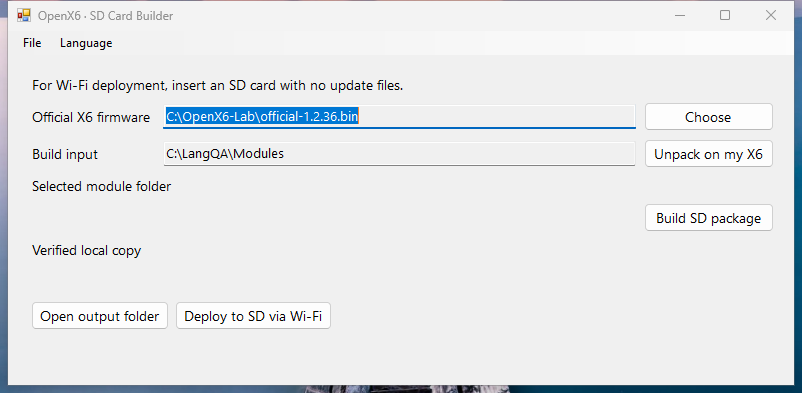 OpenX6 · SD Card Builder
File Language
For Wi-Fi deployment, insert an SD card with no update files.
Official X6 firmware C:\OpenX6-Lab\official-1.2.36.bin Choose
Build input C:\LangQA\Modules Unpack on my X6
Selected module folder
Build SD package
Verified local copy
Open output folder Deploy to SD via Wi-Fi